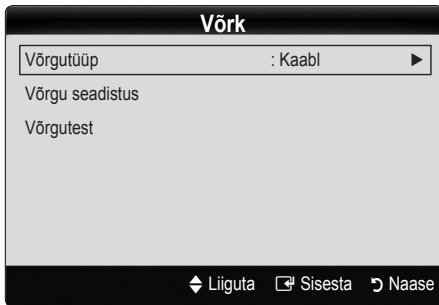 Võrk
Võrgutüüp : Kaabl
Võrgu seadistus
Võrgutest
Liiguta Sisesta Naase